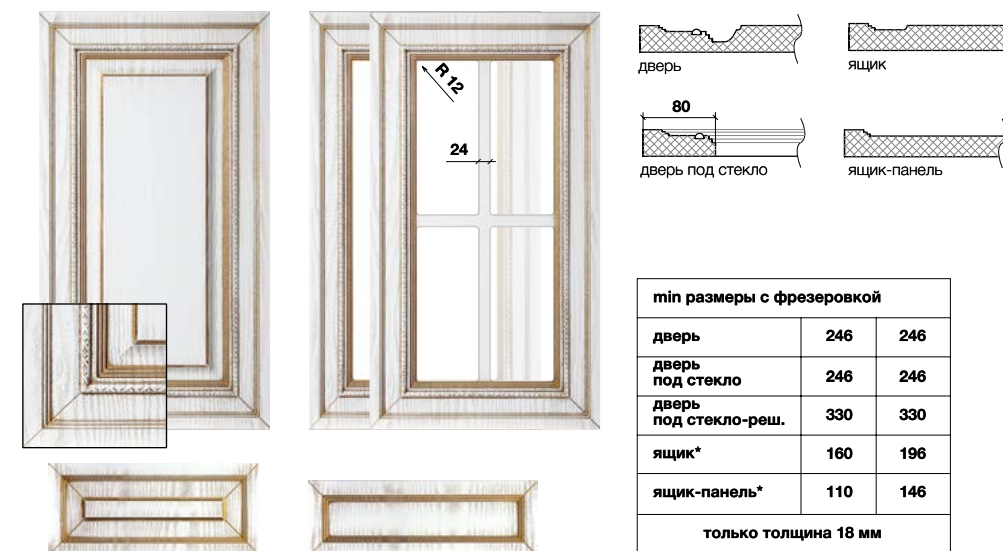 R 12
24
дверь
ящик
80
дверь под стекло
ящик-панель
min размеры с фрезеровкой
дверь 246 246
дверь
под стекло 246 246
дверь
под стекло-реш. 330 330
ящик* 160 196
ящик-панель* 110 146
только толщина 18 мм